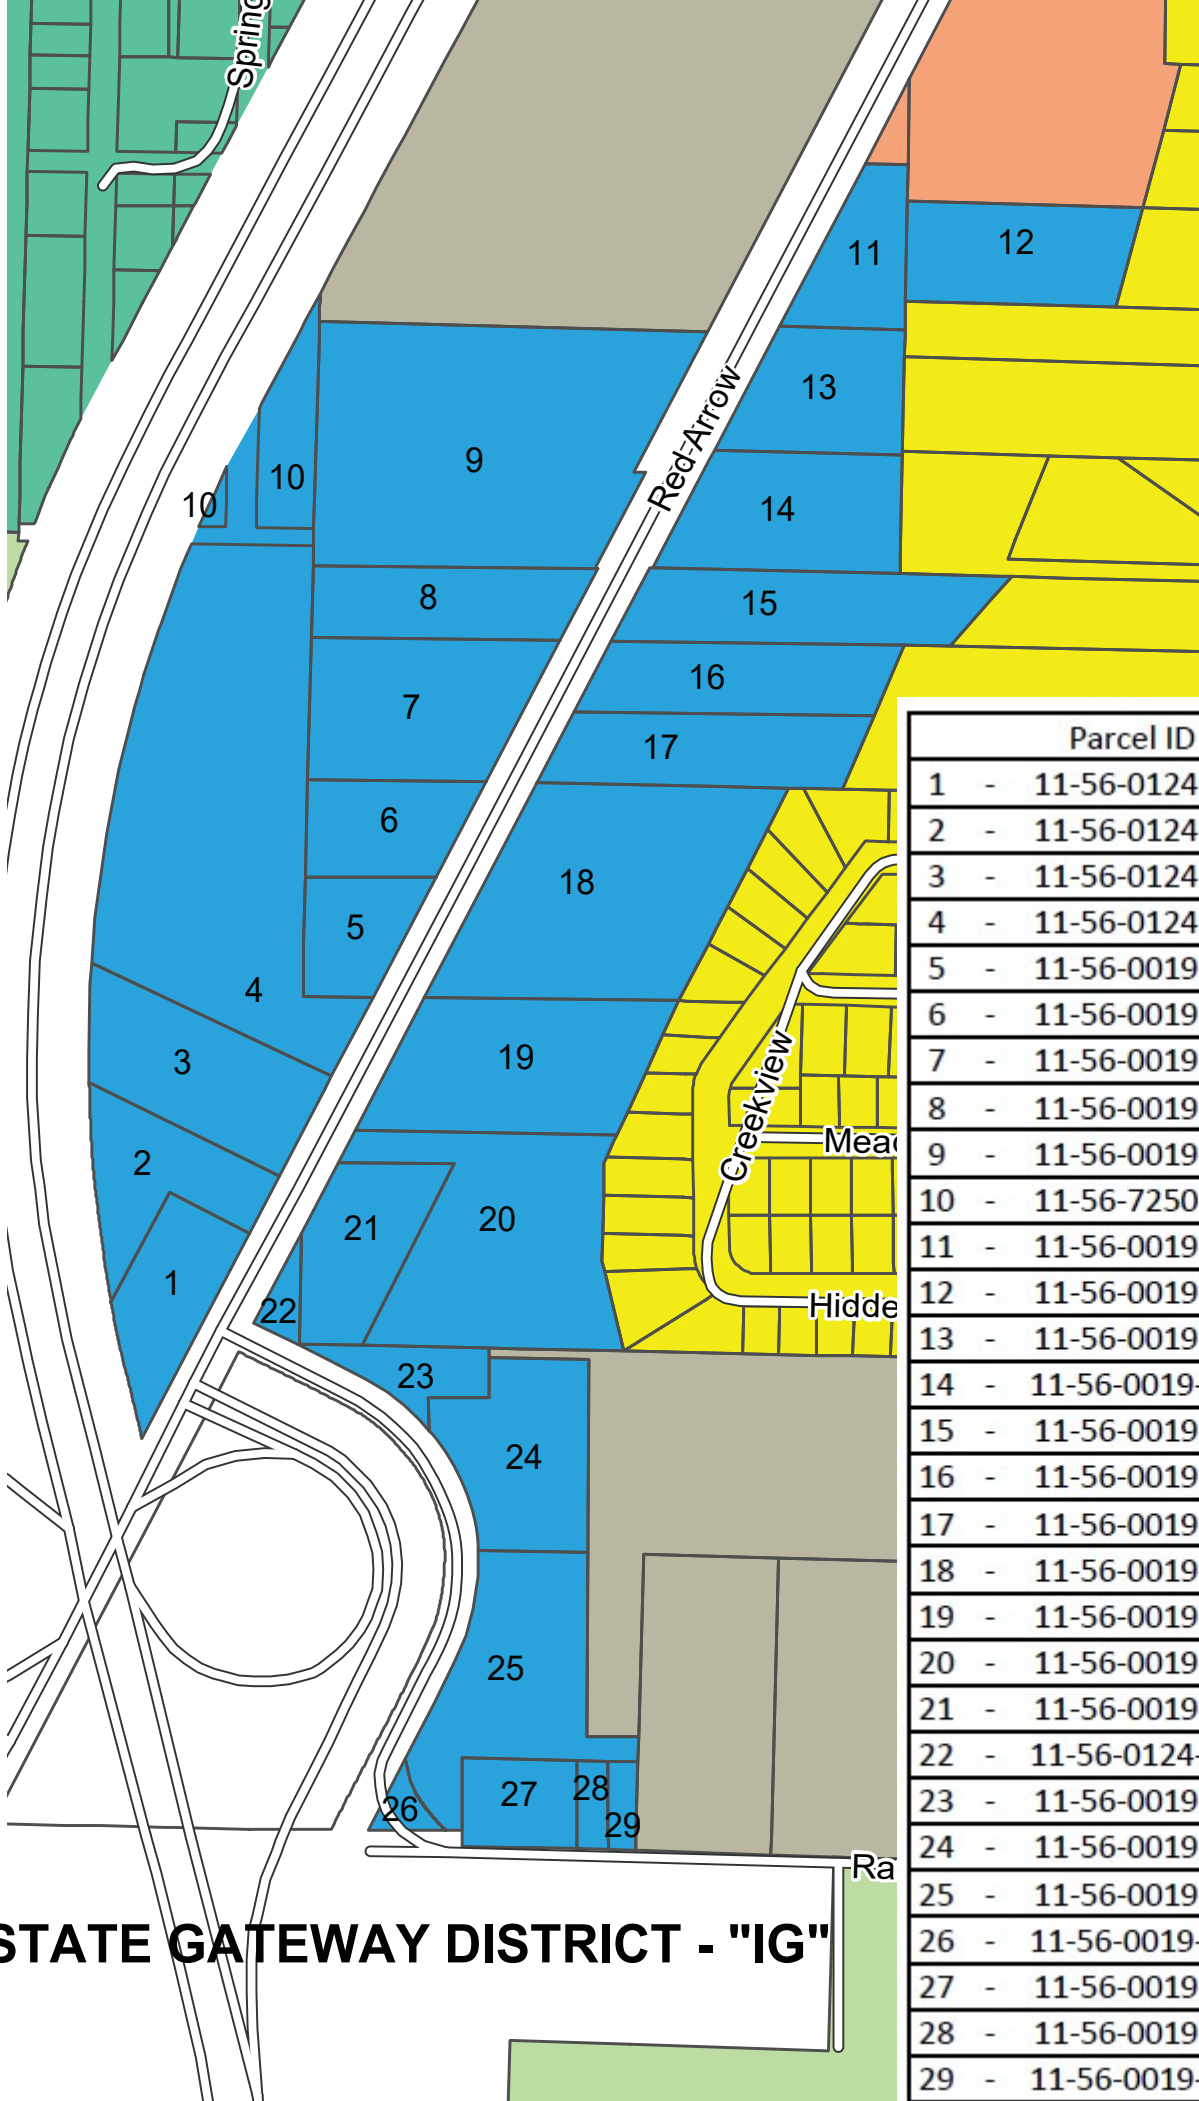 Spring
11
12
13
9
10
10
Red Arrow
14
8
15
16
7
17
6
18
5
4
19
3
2
20
21
1
22
23
24
25
27
28
26
29
Creekview
Mead
Hidde
Ra
STATE GATEWAY DISTRICT - "IG"
Parcel ID
1 - 11-56-0124
2 - 11-56-0124
3 - 11-56-0124
4 - 11-56-0124
5 - 11-56-0019
6 - 11-56-0019
7 - 11-56-0019
8 - 11-56-0019
9 - 11-56-0019
10 - 11-56-7250
11 - 11-56-0019
12 - 11-56-0019
13 - 11-56-0019
14 - 11-56-0019-
15 - 11-56-0019
16 - 11-56-0019
17 - 11-56-0019
18 - 11-56-0019
19 - 11-56-0019
20 - 11-56-0019
21 - 11-56-0019
22 - 11-56-0124-
23 - 11-56-0019
24 - 11-56-0019
25 - 11-56-0019
26 - 11-56-0019-
27 - 11-56-0019
28 - 11-56-0019
29 - 11-56-0019-